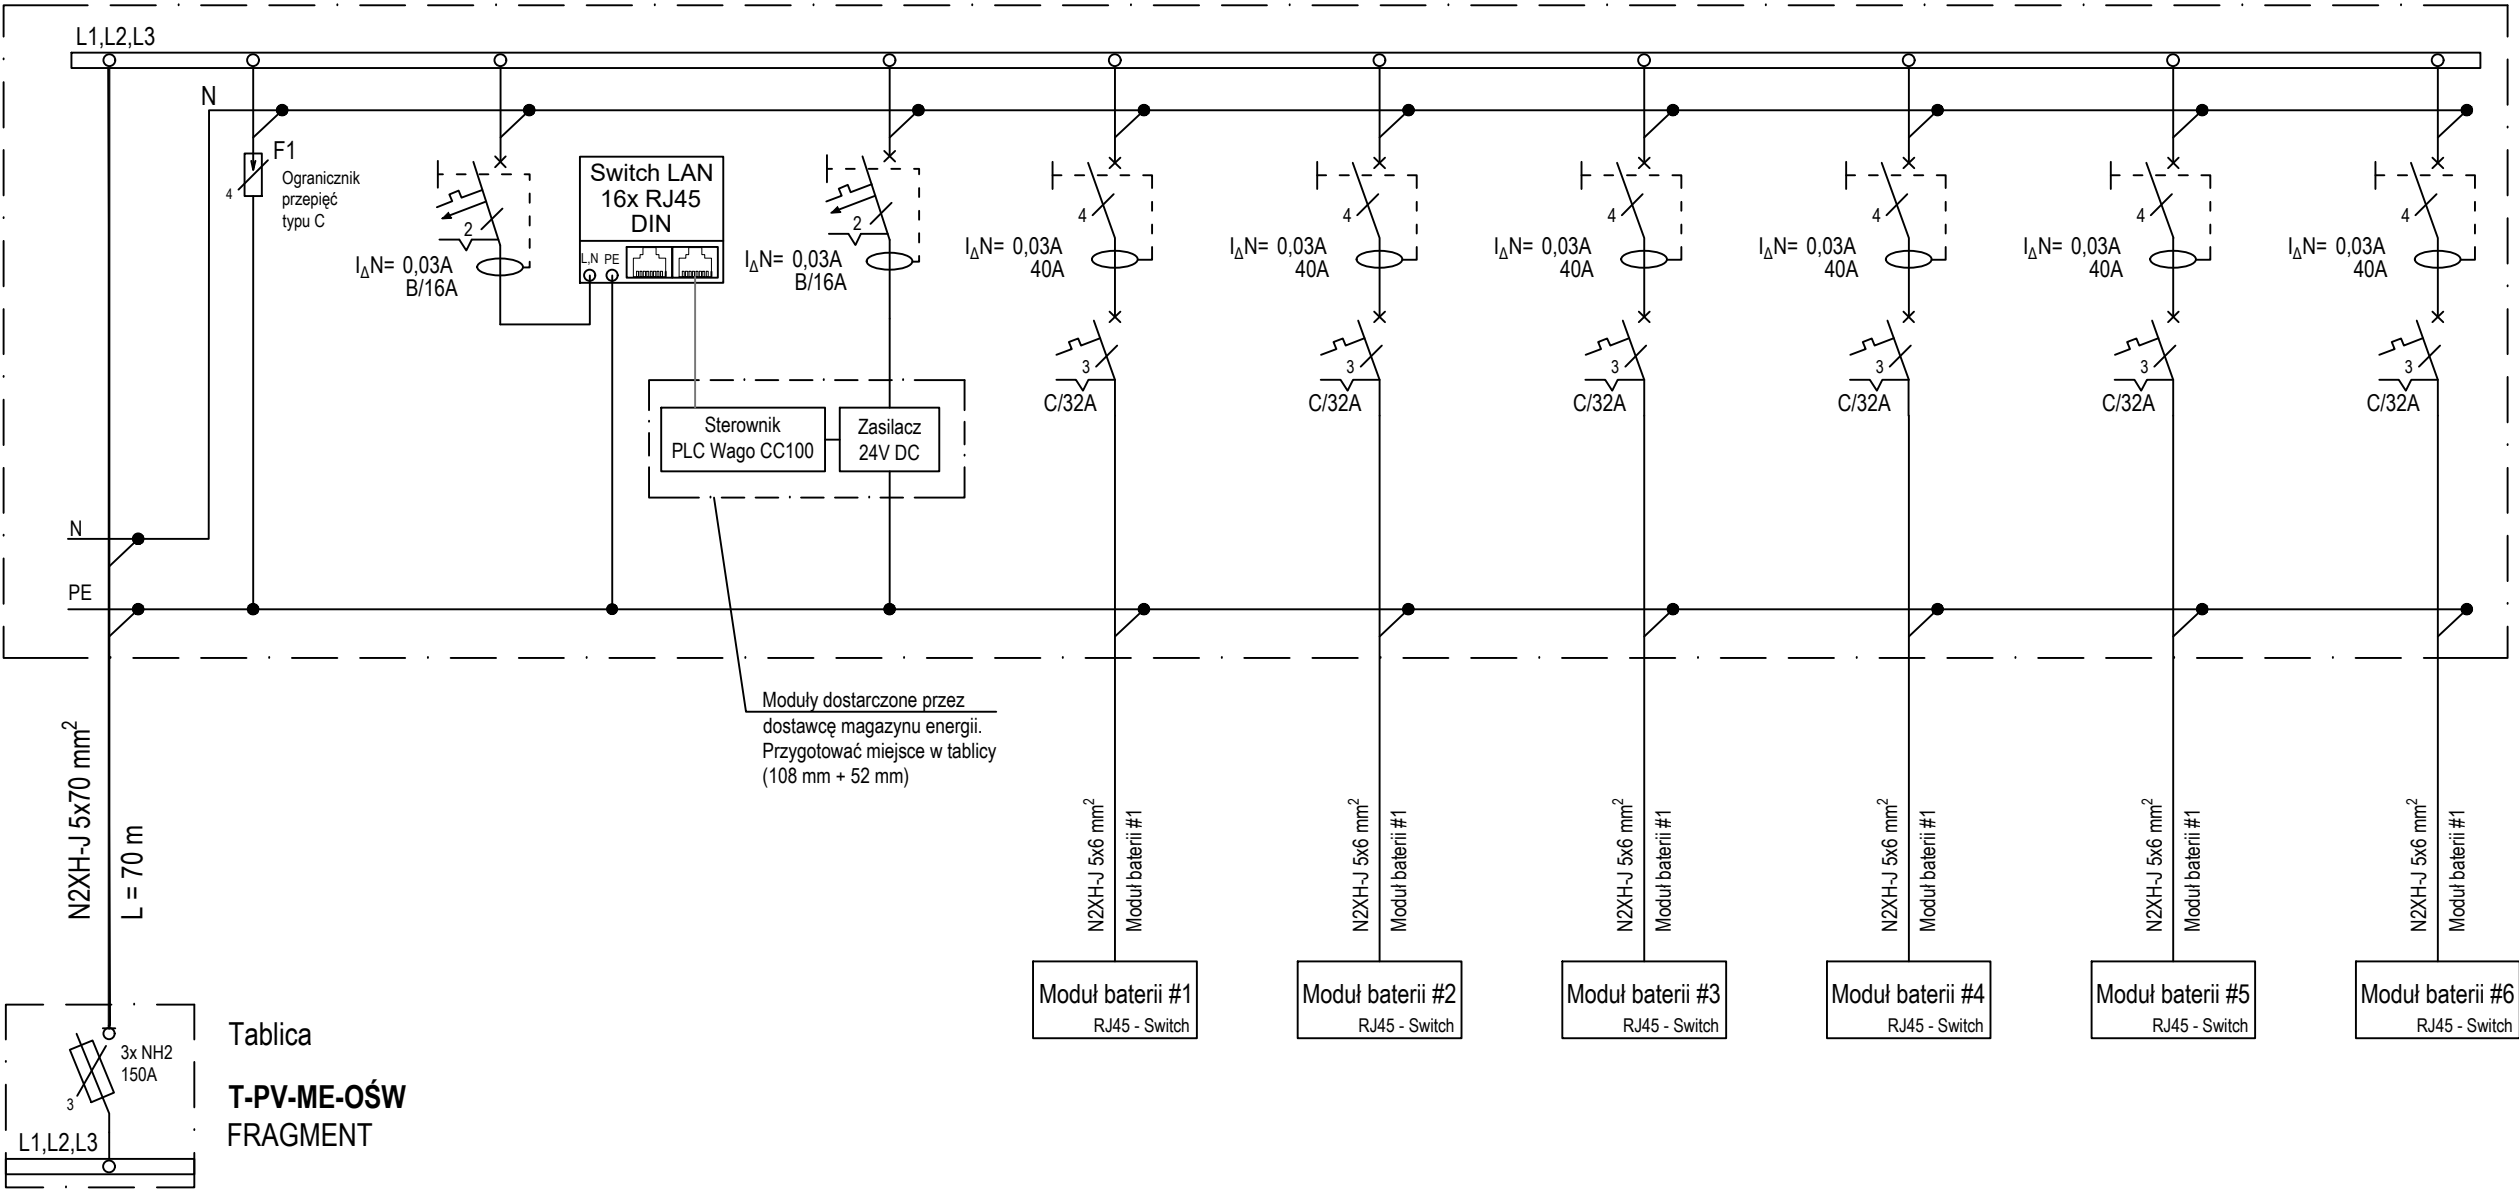 L1,L2,L3
N
F1
Ogranicznik
przepięć
typu C
4
2
I∆N= 0,03A
B/16A
Switch LAN
16x RJ45
DIN
L,N PE
2
I∆N= 0,03A
B/16A
4
I∆N= 0,03A
40A
3
C/32A
4
I∆N= 0,03A
40A
3
C/32A
4
I∆N= 0,03A
40A
3
C/32A
4
I∆N= 0,03A
40A
3
C/32A
4
I∆N= 0,03A
40A
3
C/32A
4
I∆N= 0,03A
40A
3
C/32A
Sterownik
PLC Wago CC100
Zasilacz
24V DC
N
PE
Moduły dostarczone przez
dostawcę magazynu energii.
Przygotować miejsce w tablicy
(108 mm + 52 mm)
N2XH-J 5x70 mm²
L = 70 m
N2XH-J 5x6 mm²
Moduł baterii #1
N2XH-J 5x6 mm²
Moduł baterii #1
N2XH-J 5x6 mm²
Moduł baterii #1
N2XH-J 5x6 mm²
Moduł baterii #1
N2XH-J 5x6 mm²
Moduł baterii #1
N2XH-J 5x6 mm²
Moduł baterii #1
Moduł baterii #1
RJ45 - Switch
Moduł baterii #2
RJ45 - Switch
Moduł baterii #3
RJ45 - Switch
Moduł baterii #4
RJ45 - Switch
Moduł baterii #5
RJ45 - Switch
Moduł baterii #6
RJ45 - Switch
3x NH2
150A
3
L1,L2,L3
Tablica
T-PV-ME-OŚW
FRAGMENT